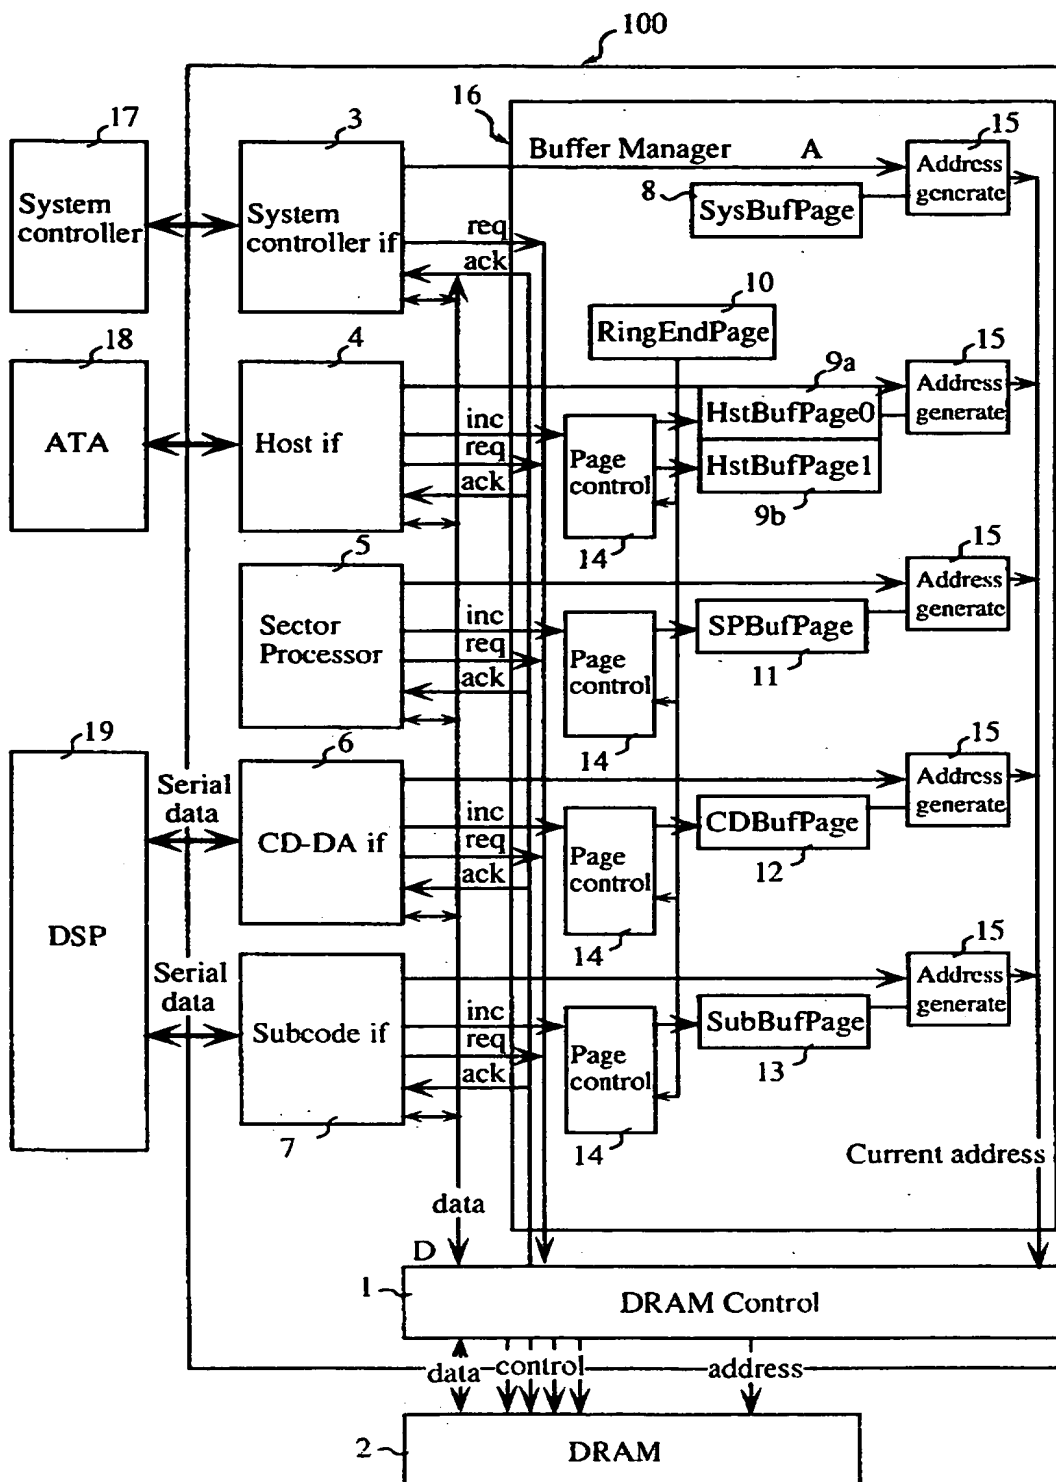 100
17
3
16
15
System
controller
System
controller if
Buffer Manager
A
Address
generate
8
SysBufPage
req
ack
10
RingEndPage
18
4
9a
15
ATA
Host if
inc
req
ack
Page
control
14
HstBufPage0
HstBufPage1
9b
Address
generate
5
15
Sector
Processor
inc
req
ack
Page
control
14
SPBufPage
11
Address
generate
19
6
15
Serial
data
CD-DA if
inc
req
ack
Page
control
14
CDBufPage
12
Address
generate
DSP
15
Serial
data
Subcode if
7
inc
req
ack
Page
control
14
SubBufPage
13
Address
generate
Current address
data
D
1
DRAM Control
data
control
address
2
DRAM